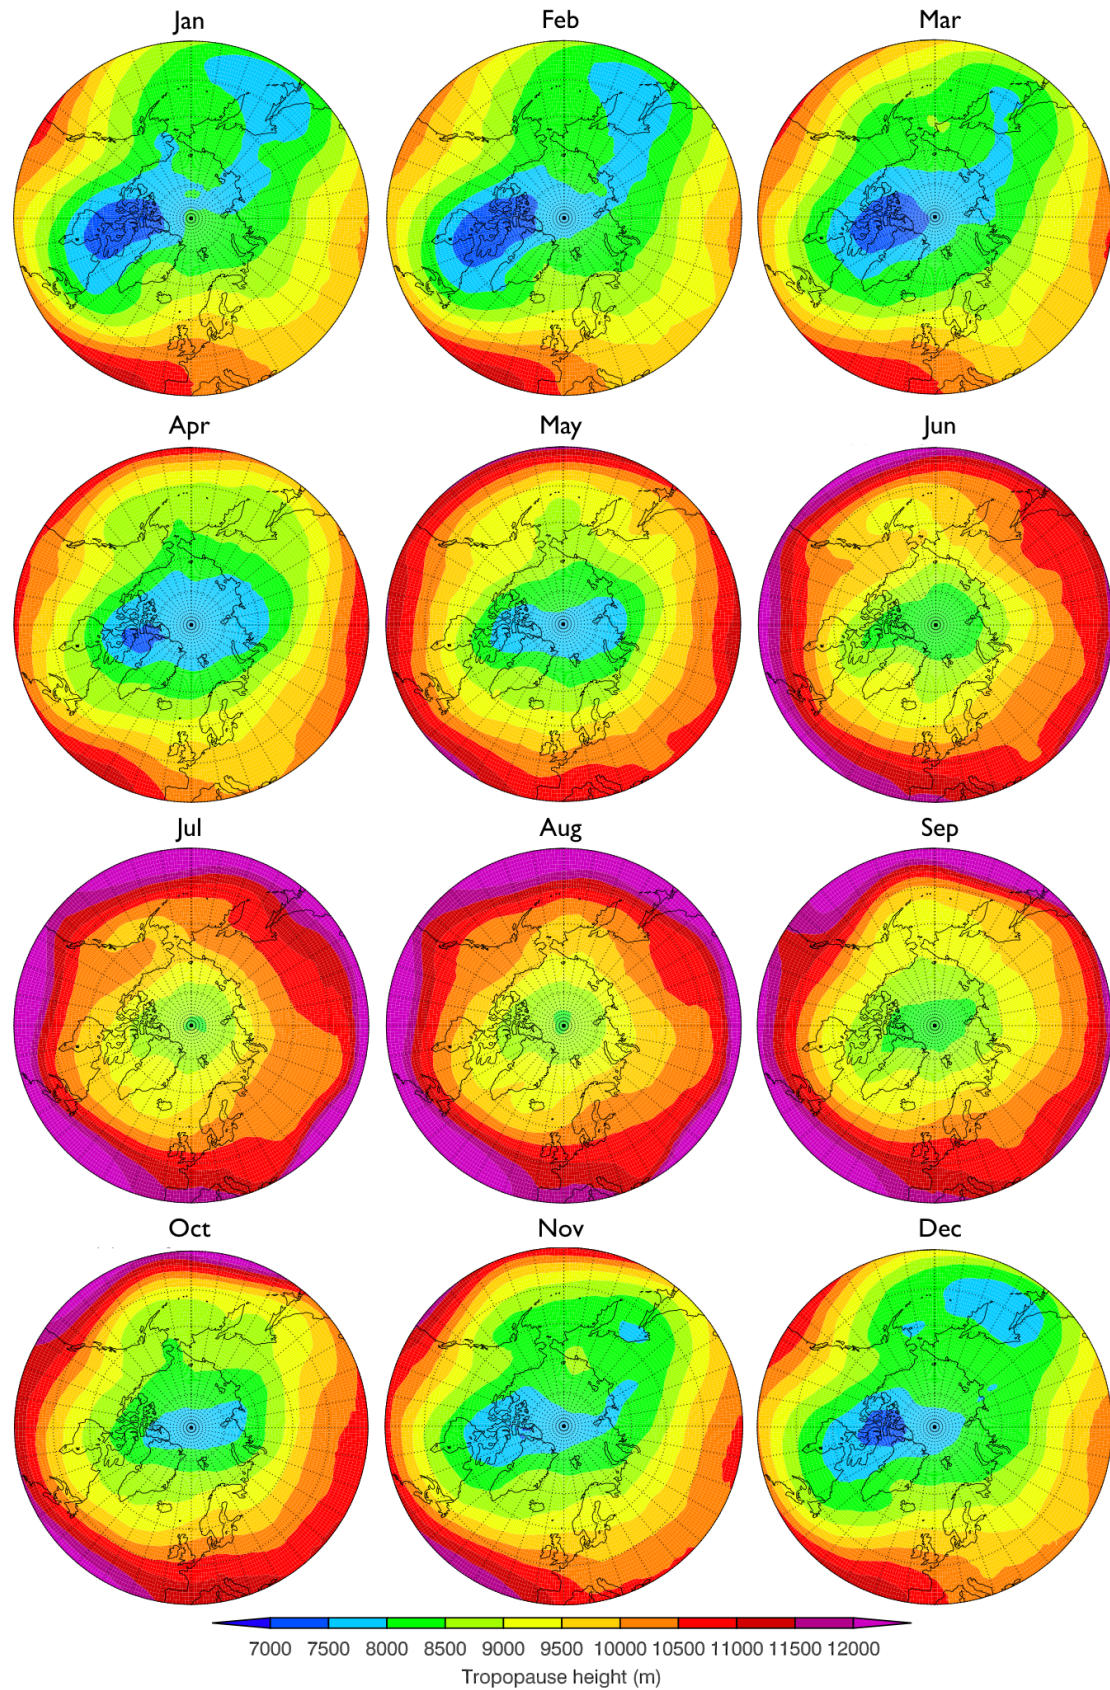 Jan Feb Mar
Apr May Jun
Jul Aug Sep
Oct Nov Dec
7000 7500 8000 8500 9000 9500 10000 10500 11000 11500 12000
Tropopause height (m)